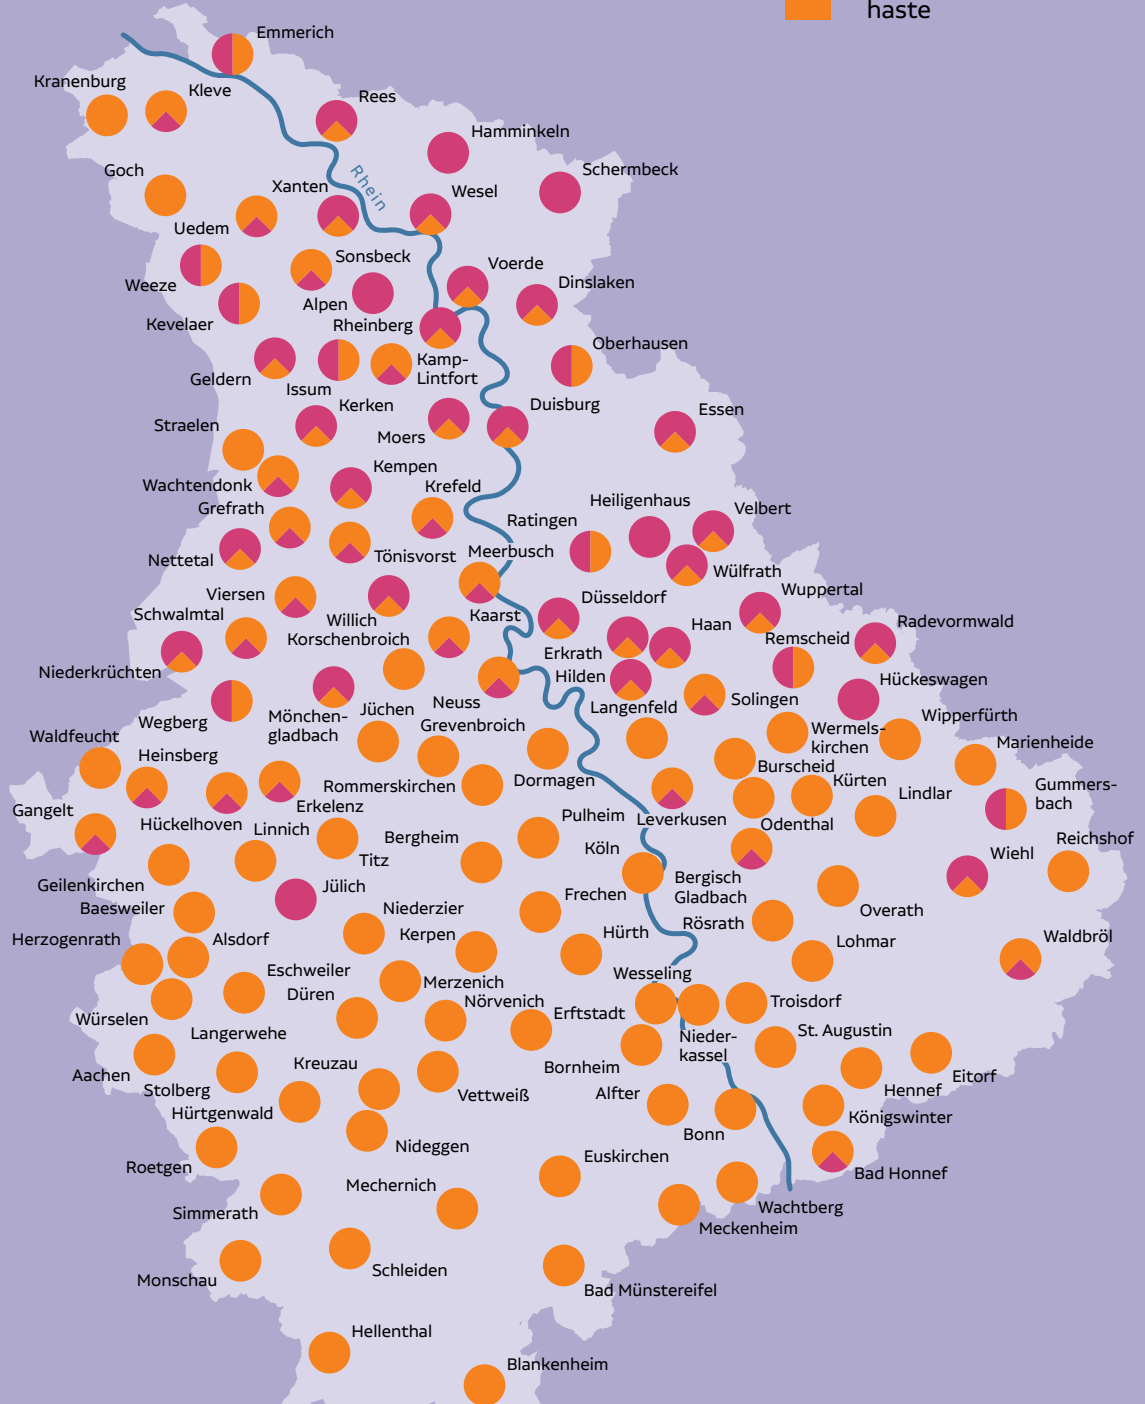 haste
Emmerich
Kranenburg
Kleve
Rees
Hamminkeln
Goch
Schermbeck
Rhein
Xanten
Wesel
Uedem
Sonsbeck
Voerde
Weeze
Dinslaken
Alpen
Kevelaer
Rheinberg
Oberhausen
Kamp-
Lintfort
Geldern
Issum
Kerken
Duisburg
Essen
Straelen
Moers
Kempen
Wachtendonk
Krefeld
Heiligenhaus
Velbert
Grefrath
Ratingen
Nettetal
Tönisvorst
Meerbusch
Wülfrath
Wuppertal
Viersen
Düsseldorf
Schwalmtal
Willich
Kaarst
Haan
Radevormwald
Korschenbroich
Remscheid
Erkrath
Niederkrüchten
Hilden
Hückeswagen
Neuss
Langenfeld
Solingen
Wegberg
Mönchen-
gladbach
Jüchen
Grevenbroich
Wermels-
kirchen
Wipperfürth
Waldfeucht
Heinsberg
Marienheide
Burscheid
Rommerskirchen
Dormagen
Kürten
Gummers-
bach
Lindlar
Gangelt
Erkelenz
Hückelhoven
Linnich
Pulheim
Leverkusen
Odenthal
Bergheim
Reichshof
Titz
Köln
Wiehl
Geilenkirchen
Jülich
Bergisch
Gladbach
Frechen
Baesweiler
Niederzier
Overath
Rösrath
Herzogenrath
Alsdorf
Kerpen
Hürth
Lohmar
Waldbröl
Eschweiler
Merzenich
Wesseling
Düren
Nörvenich
Troisdorf
Würselen
Erftstadt
Langerwehe
St. Augustin
Nieder-
kassel
Kreuzau
Bornheim
Aachen
Stolberg
Eitorf
Vettweiß
Alfter
Hennef
Hürtgenwald
Königswinter
Bonn
Nideggen
Roetgen
Euskirchen
Bad Honnef
Mechernich
Simmerath
Wachtberg
Meckenheim
Schleiden
Monschau
Bad Münstereifel
Hellenthal
Blankenheim